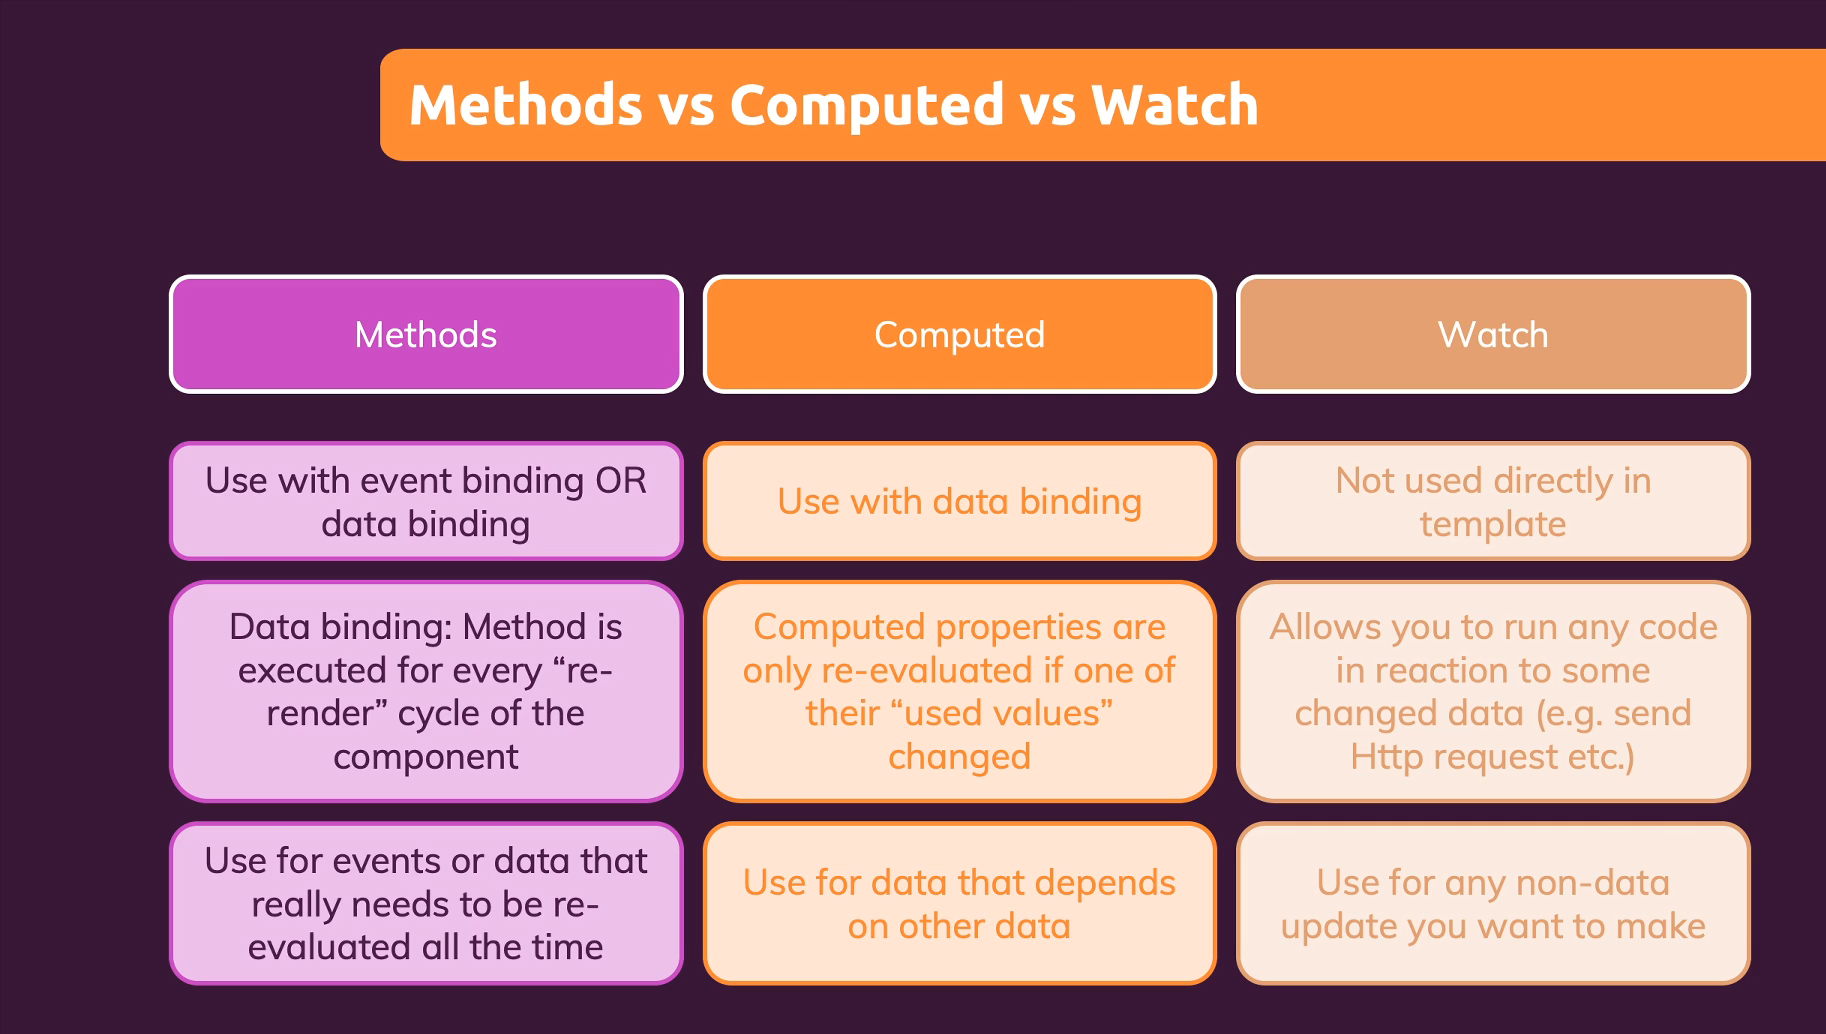 Methods vs Computed vs Watch
Methods
Computed
Watch
Use with event binding OR
data binding
Use with data binding
Not used directly in
template
Data binding: Method is
executed for every “re-
render” cycle of the
component
Computed properties are
only re-evaluated if one of
their “used values”
changed
Allows you to run any code
in reaction to some
changed data (e.g. send
Http request etc.)
Use for events or data that
really needs to be re-
evaluated all the time
Use for data that depends
on other data
Use for any non-data
update you want to make